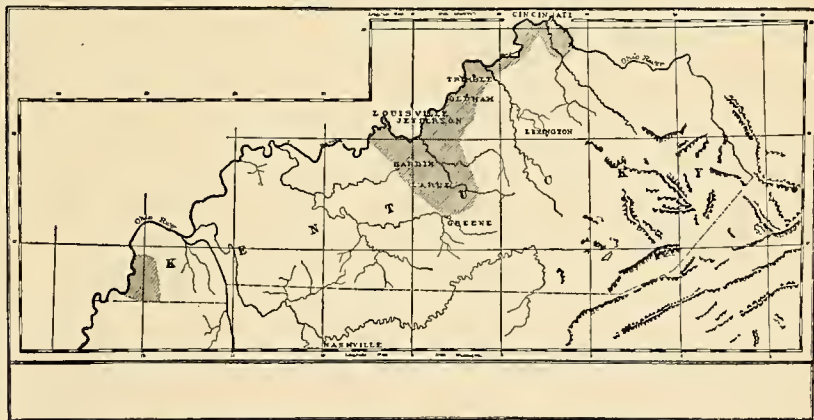 CINCINNATI
Ohio River
TRIMBLE
OLDHAM
LOUISVILLE
JEFFERSON
LEXINGTON
HARDIN
LARUE
GREENE
Ohio River
K E N T U C K Y
NASHVILLE